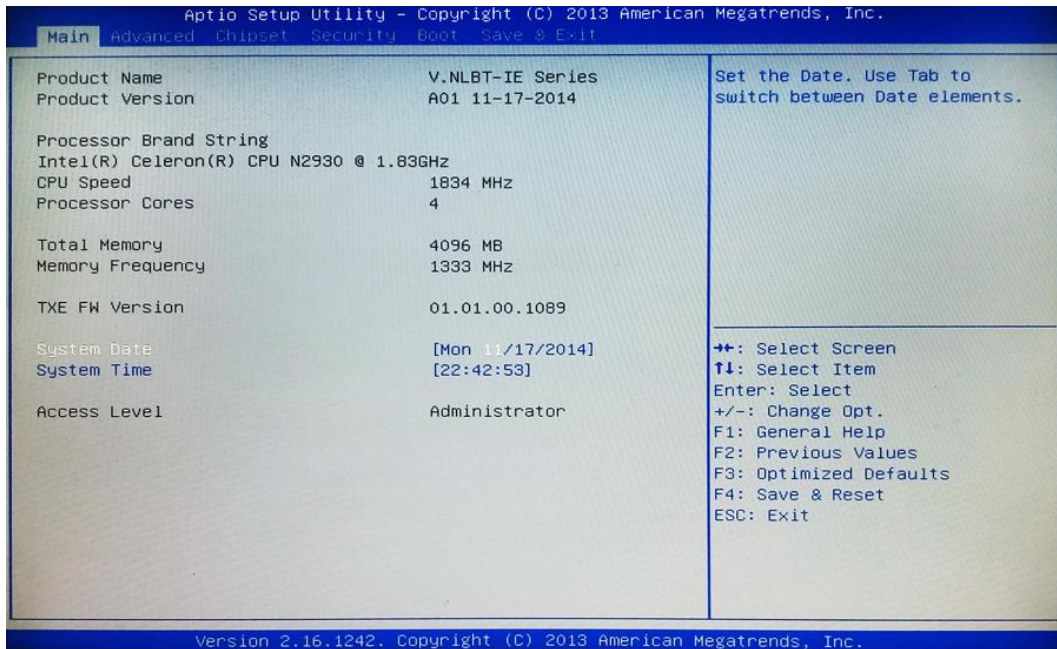 Aptio Setup Utility – Copyright (C) 2013 American Megatrends, Inc.
Main Advanced Chipset Security Boot Save & Exit
Product Name V.NLBT-IE Series
Product Version A01 11-17-2014
Processor Brand String
Intel(R) Celeron(R) CPU N2930 @ 1.83GHz
CPU Speed 1834 MHz
Processor Cores 4
Total Memory 4096 MB
Memory Frequency 1333 MHz
TXE FW Version 01.01.00.1089
System Date [Mon 11/17/2014]
System Time [22:42:53]
Access Level Administrator
Set the Date. Use Tab to
switch between Date elements.
→←: Select Screen
↑↓: Select Item
Enter: Select
+/-: Change Opt.
F1: General Help
F2: Previous Values
F3: Optimized Defaults
F4: Save & Reset
ESC: Exit
Version 2.16.1242. Copyright (C) 2013 American Megatrends, Inc.